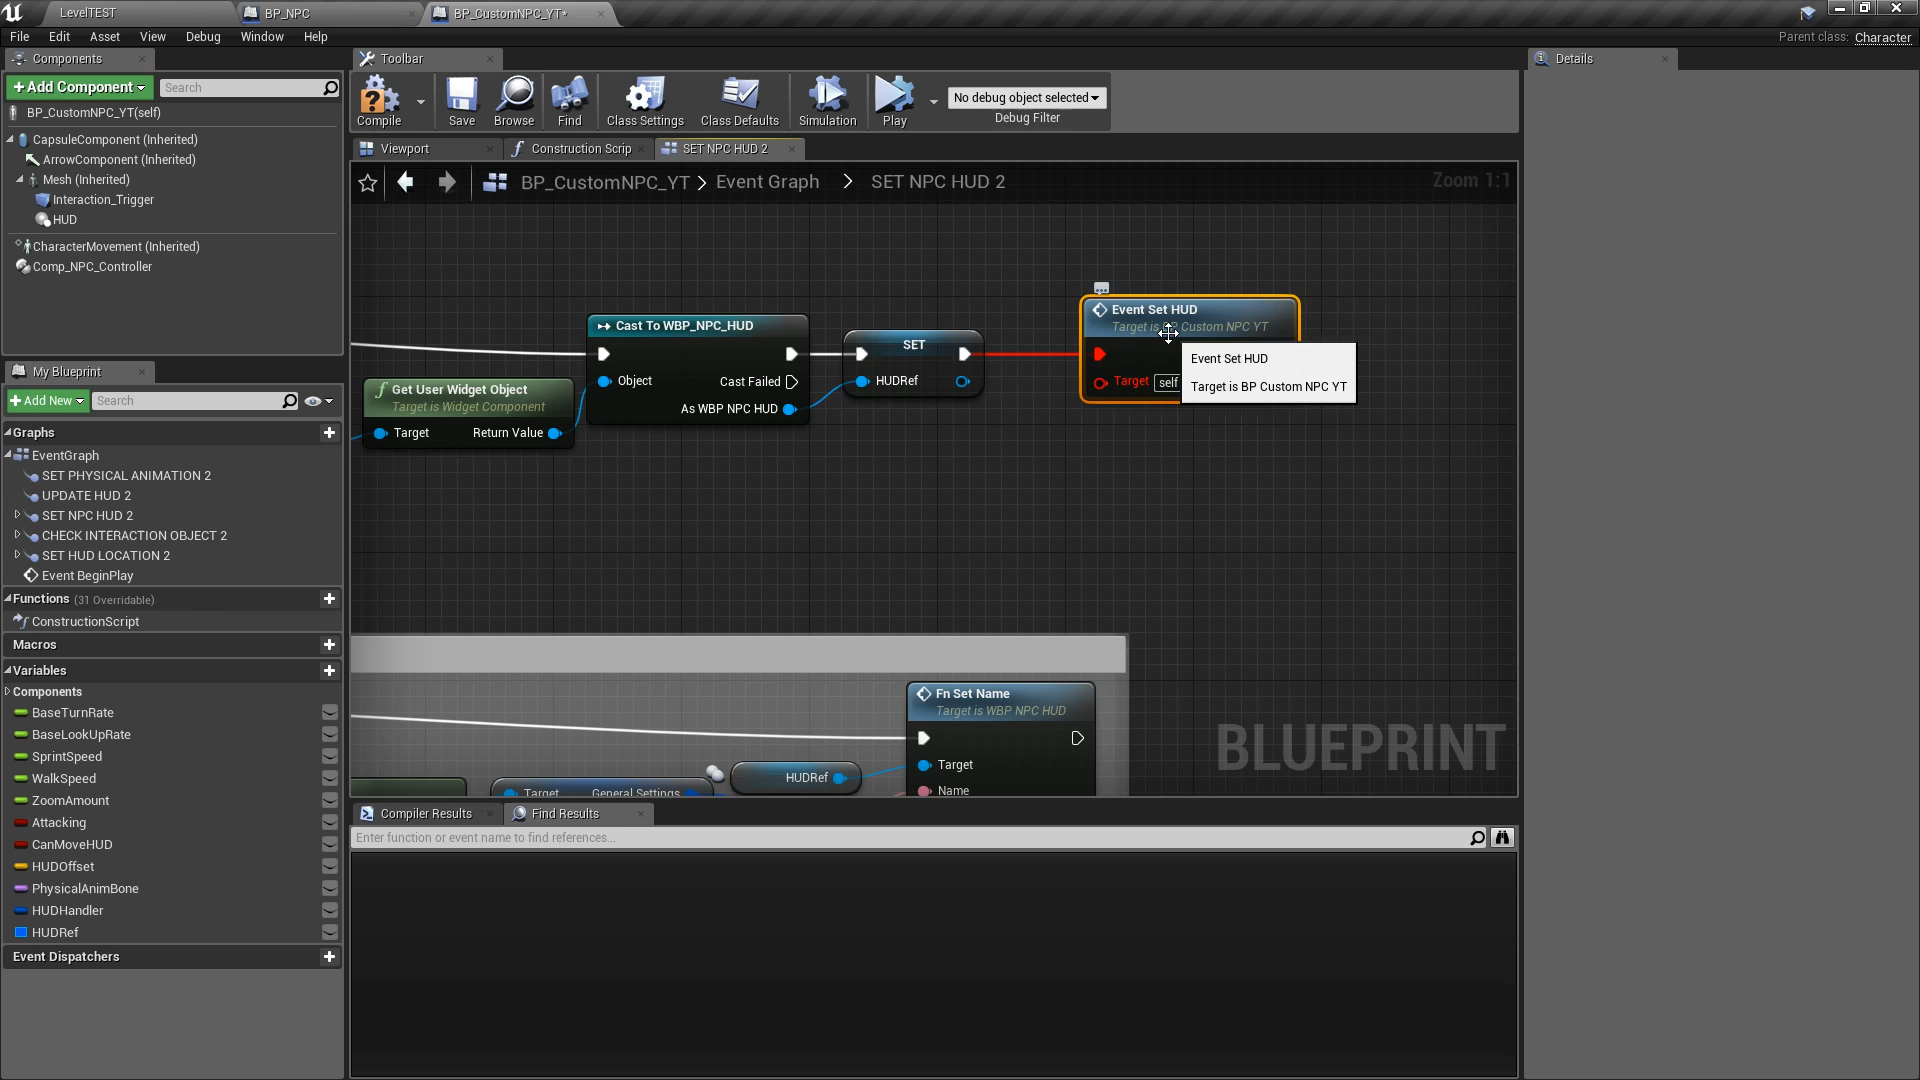 LevelTEST
BP_NPC
BP_CustomNPC_YT*
File Edit Asset View Debug Window Help
Parent class: Character
Components
Toolbar
Details
Add Component
Search
BP_CustomNPC_YT(self)
CapsuleComponent (Inherited)
ArrowComponent (Inherited)
Mesh (Inherited)
Interaction_Trigger
HUD
CharacterMovement (Inherited)
Comp_NPC_Controller
Compile
Save
Browse
Find
Class Settings
Class Defaults
Simulation
Play
No debug object selected
Debug Filter
Viewport
Construction Scrip
SET NPC HUD 2
BP_CustomNPC_YT > Event Graph > SET NPC HUD 2
Zoom 1:1
Cast To WBP_NPC_HUD
Object
Cast Failed
As WBP NPC HUD
Get User Widget Object
Target is Widget Component
Target
Return Value
SET
HUDRef
Event Set HUD
Target is BP Custom NPC YT
Target self
Event Set HUD
Target is BP Custom NPC YT
Fn Set Name
Target is WBP NPC HUD
Target
Name
HUDRef
Target General Settings
BLUEPRINT
My Blueprint
Add New
Search
Graphs
EventGraph
SET PHYSICAL ANIMATION 2
UPDATE HUD 2
SET NPC HUD 2
CHECK INTERACTION OBJECT 2
SET HUD LOCATION 2
Event BeginPlay
Functions (31 Overridable)
ConstructionScript
Macros
Variables
Components
BaseTurnRate
BaseLookUpRate
SprintSpeed
WalkSpeed
ZoomAmount
Attacking
CanMoveHUD
HUDOffset
PhysicalAnimBone
HUDHandler
HUDRef
Event Dispatchers
Compiler Results
Find Results
Enter function or event name to find references...